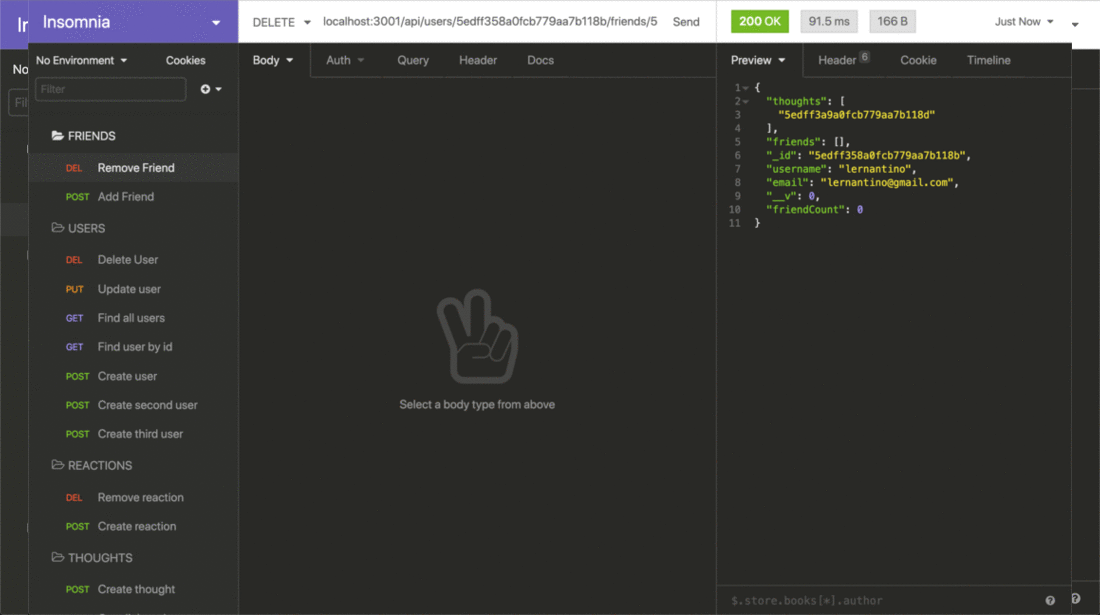 In
Insomnia
DELETE
localhost:3001/api/users/5edff358a0fcb779aa7b118b/friends/5
Send
200 OK
91.5 ms
166 B
Just Now
No
No Environment
Cookies
Body
Auth
Query
Header
Docs
Preview
Header 6
Cookie
Timeline
Fil
Filter
FRIENDS
DEL Remove Friend
POST Add Friend
USERS
DEL Delete User
PUT Update user
GET Find all users
GET Find user by id
POST Create user
POST Create second user
POST Create third user
REACTIONS
DEL Remove reaction
POST Create reaction
THOUGHTS
POST Create thought
Select a body type from above
1 {
2 "thoughts": [
3 "5edff3a9a0fcb779aa7b118d"
4 ],
5 "friends": [],
6 "_id": "5edff358a0fcb779aa7b118b",
7 "username": "lernantino",
8 "email": "lernantino@gmail.com",
9 "__v": 0,
10 "friendCount": 0
11 }
$.store.books[*].author